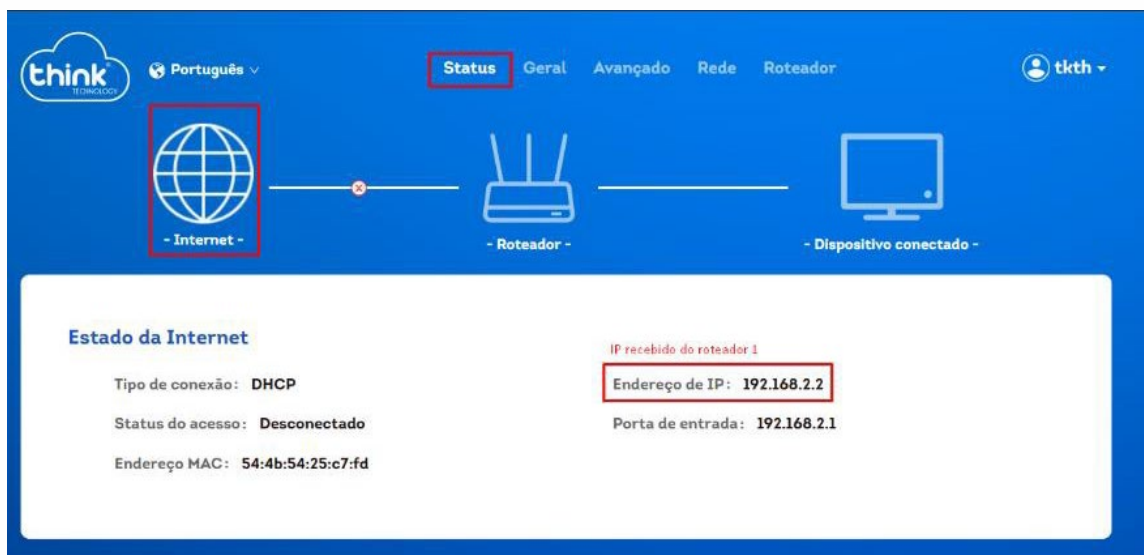 think
TECHNOLOGY
Português
Status Geral Avançado Rede Roteador
tkth
- Internet -
- Roteador -
- Dispositivo conectado -
Estado da Internet
IP recebido do roteador 1
Tipo de conexão: DHCP
Endereço de IP: 192.168.2.2
Status do acesso: Desconectado
Porta de entrada: 192.168.2.1
Endereço MAC: 54:4b:54:25:c7:fd